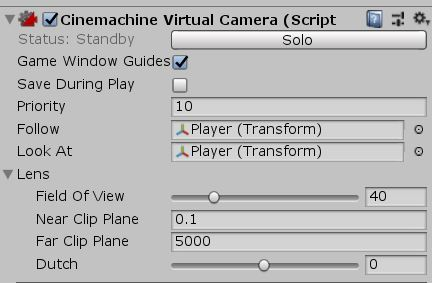 Cinemachine Virtual Camera (Script
Status: Standby Solo
Game Window Guides
Save During Play
Priority 10
Follow Player (Transform)
Look At Player (Transform)
Lens
Field Of View 40
Near Clip Plane 0.1
Far Clip Plane 5000
Dutch 0